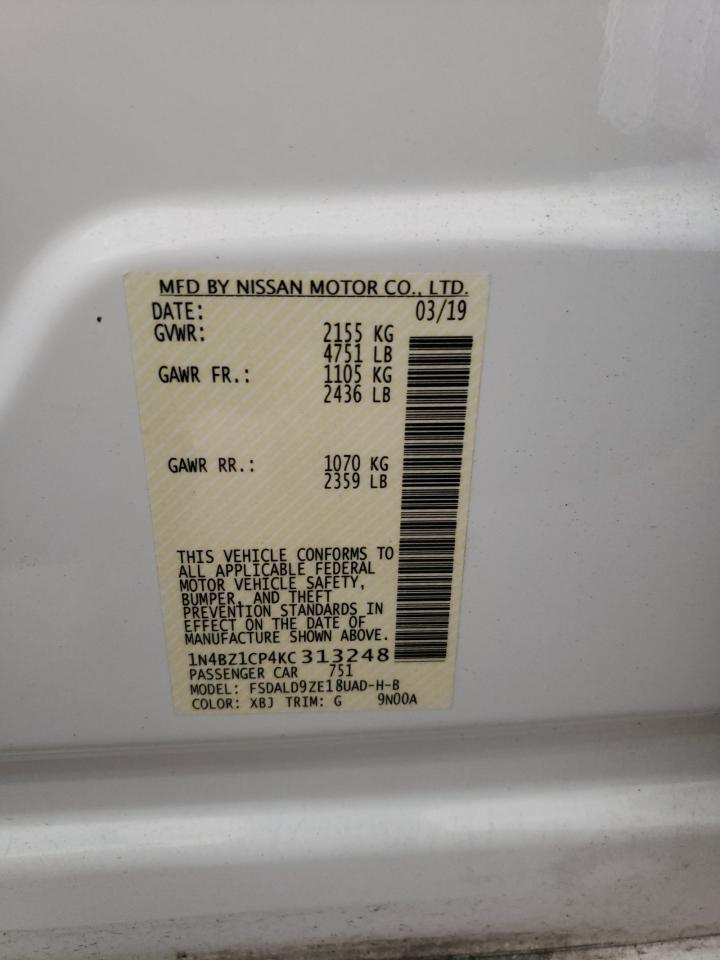 MFD BY NISSAN MOTOR CO., LTD.
DATE: 03/19
GVWR: 2155 KG
4751 LB
GAWR FR.: 1105 KG
2436 LB
GAWR RR.: 1070 KG
2359 LB
THIS VEHICLE CONFORMS TO
ALL APPLICABLE FEDERAL
MOTOR VEHICLE SAFETY,
BUMPER, AND THEFT
PREVENTION STANDARDS IN
EFFECT ON THE DATE OF
MANUFACTURE SHOWN ABOVE.
1N4BZ1CP4KC313248
PASSENGER CAR 751
MODEL: FSDALD9ZE18UAD-H-B
COLOR: XBJ TRIM: G 9N00A